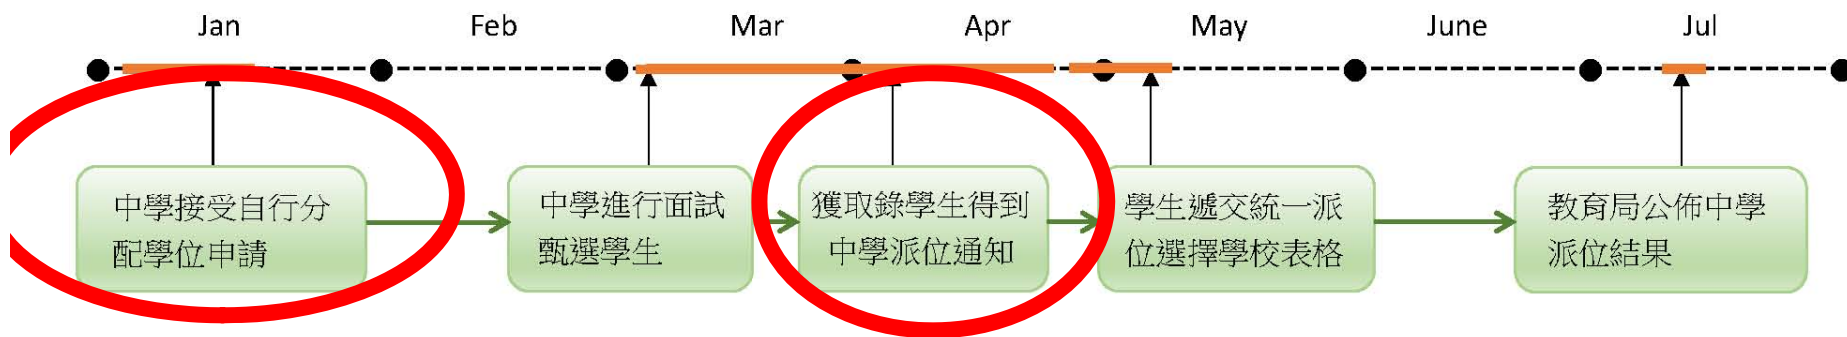 Jan
Feb
Mar
Apr
May
June
Jul
中學接受自行分
配學位申請
中學進行面試
甄選學生
獲取錄學生得到
中學派位通知
學生遞交統一派
位選擇學校表格
教育局公佈中學
派位結果